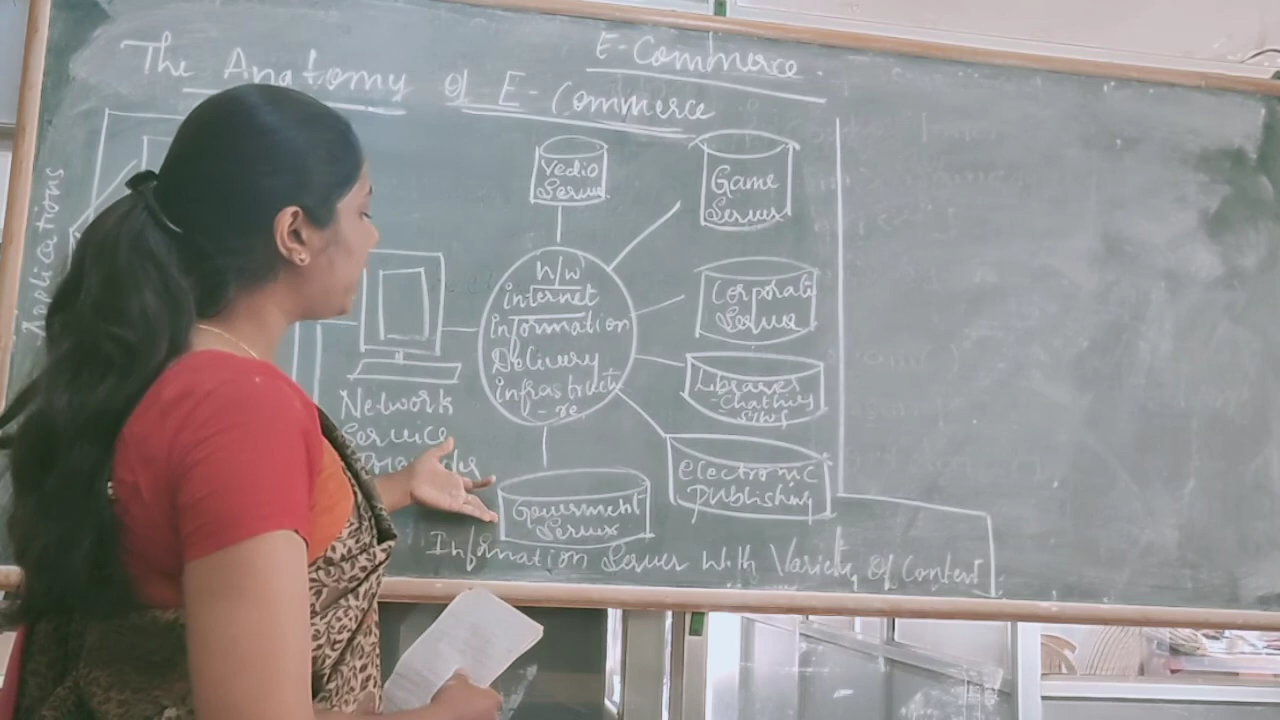 E-Commerce
The Anatomy of E-Commerce
Applications
Vedio
Server
Game
Server
N/W
internet
Information
Delivery
infrastruct
-re
Corporate
Server
Libraries
-Chatting
Electronic
Publishing
Network
Service
Government
Server
Information Server With Variety Of Content